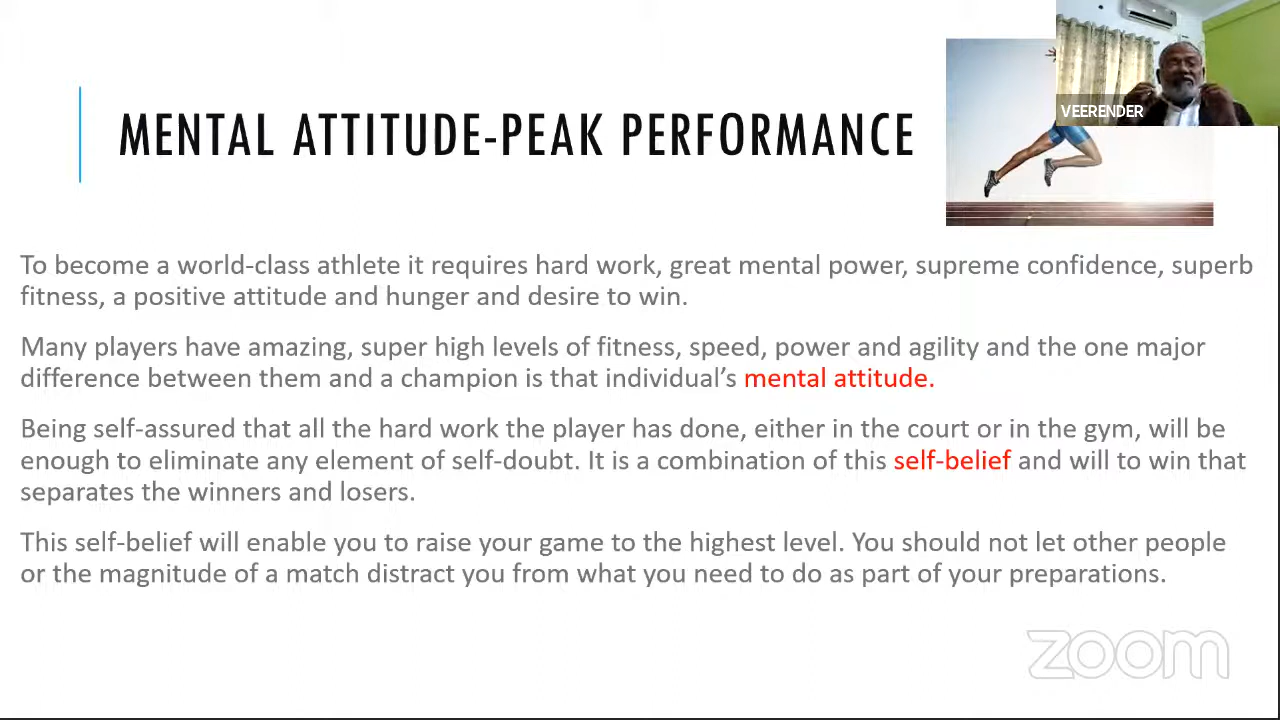 MENTAL ATTITUDE-PEAK PERFORMANCE
VEERENDER
To become a world-class athlete it requires hard work, great mental power, supreme confidence, superb
fitness, a positive attitude and hunger and desire to win.
Many players have amazing, super high levels of fitness, speed, power and agility and the one major
difference between them and a champion is that individual’s mental attitude.
Being self-assured that all the hard work the player has done, either in the court or in the gym, will be
enough to eliminate any element of self-doubt. It is a combination of this self-belief and will to win that
separates the winners and losers.
This self-belief will enable you to raise your game to the highest level. You should not let other people
or the magnitude of a match distract you from what you need to do as part of your preparations.
zoom